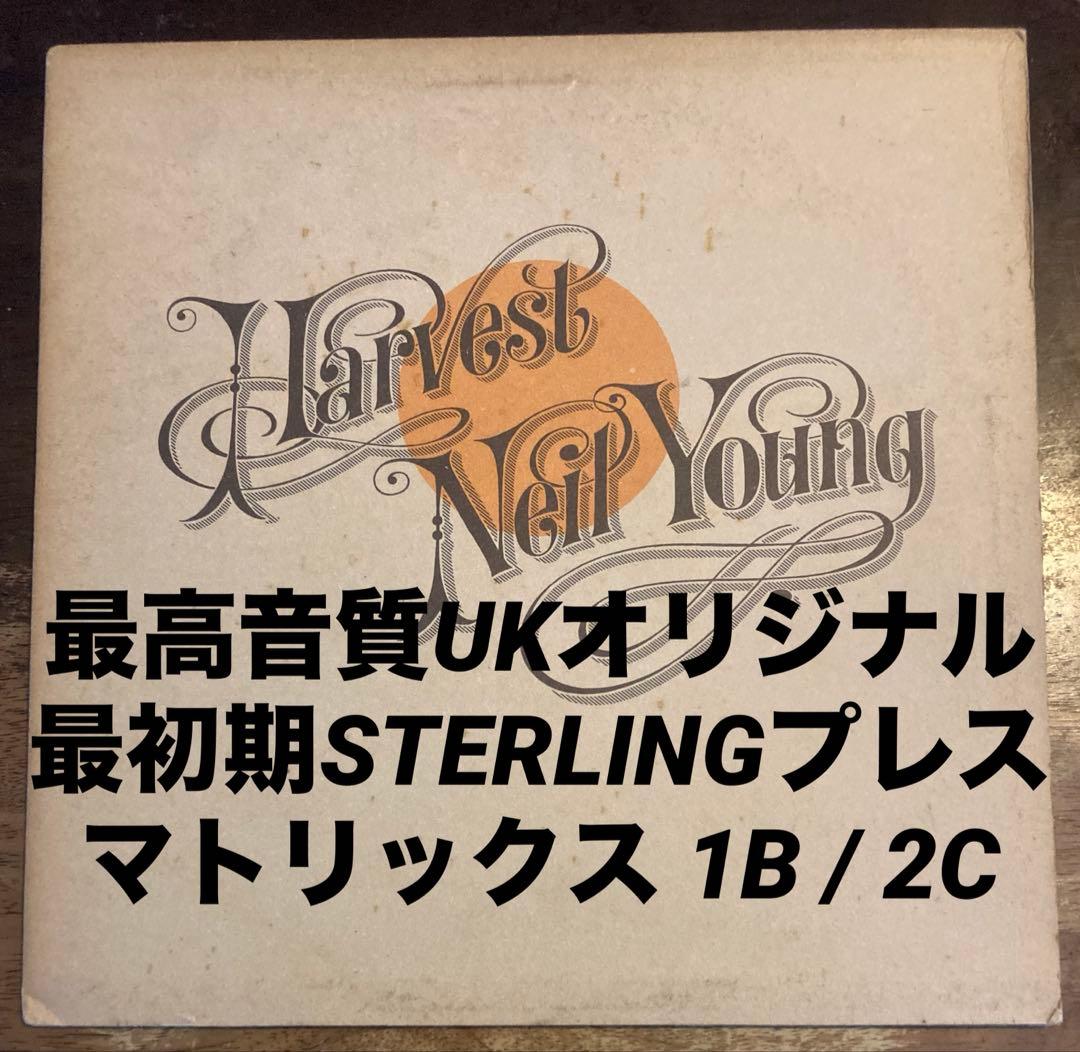 Harvest
Neil Young
最高音質UKオリジナル
最初期STERLINGプレス
マトリックス 1B / 2C